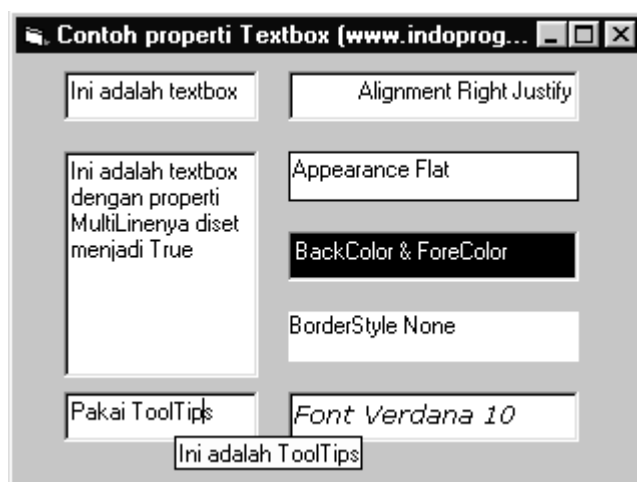 Contoh properti Textbox (www.indoprog...
Ini adalah textbox
Alignment Right Justify
Ini adalah textbox
dengan properti
MultiLinenya diset
menjadi True
Appearance Flat
BackColor & ForeColor
BorderStyle None
Pakai ToolTips
Font Verdana 10
Ini adalah ToolTips